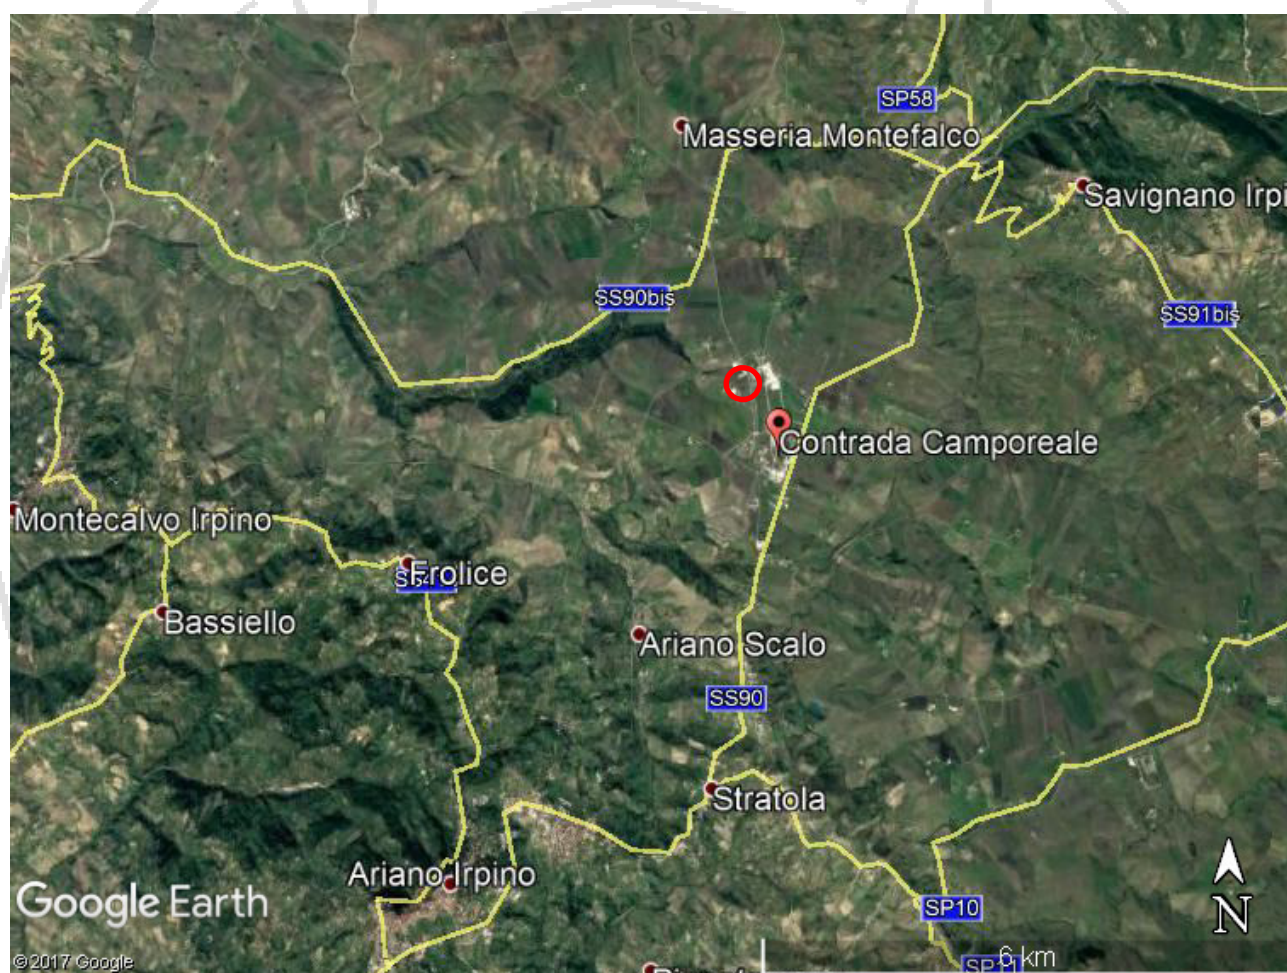 SP58
Masseria Montefalco
Savignano Irpi
SS90bis
SS91bis
Contrada Camporeale
Montecalvo Irpino
Frolice
Bassiello
Ariano Scalo
SS90
Stratola
Ariano Irpino
Google Earth
SP10
N
6 km
©2017 Google